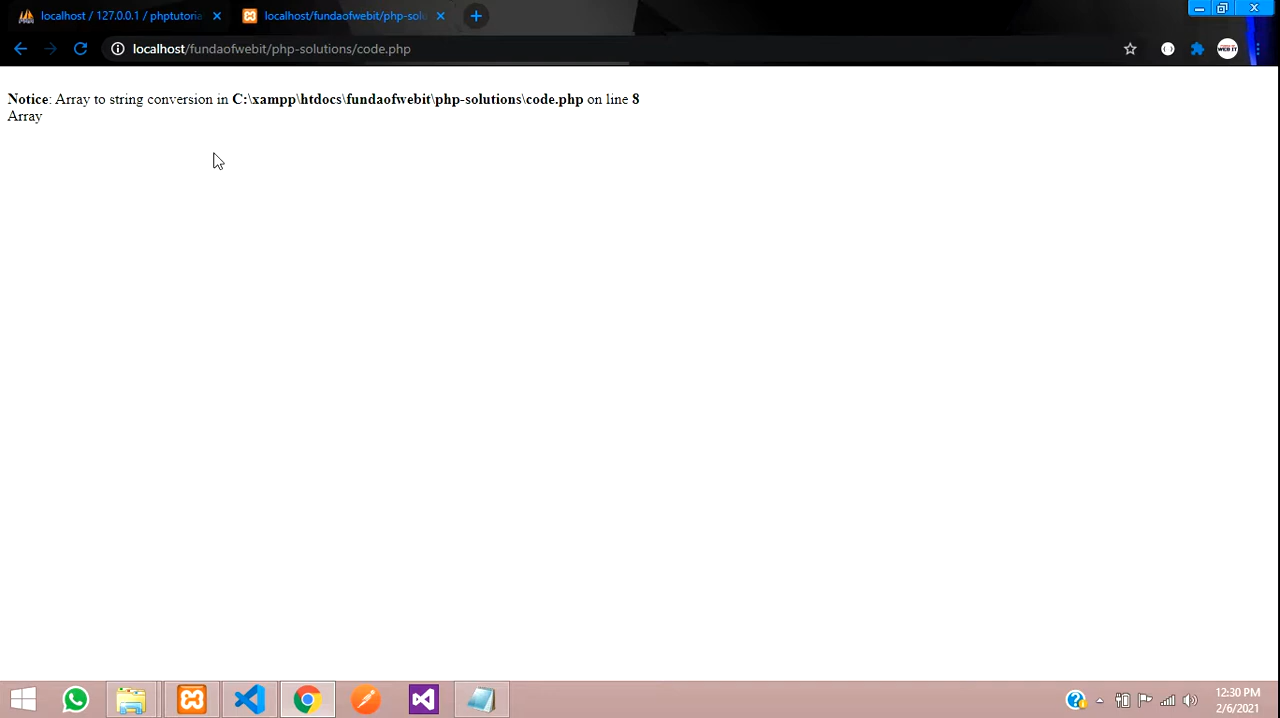 localhost / 127.0.0.1 / phptutoria
localhost/fundaofwebit/php-solu
localhost/fundaofwebit/php-solutions/code.php
WEB IT
Notice: Array to string conversion in C:\xampp\htdocs\fundaofwebit\php-solutions\code.php on line 8
Array
12:30 PM
2/6/2021